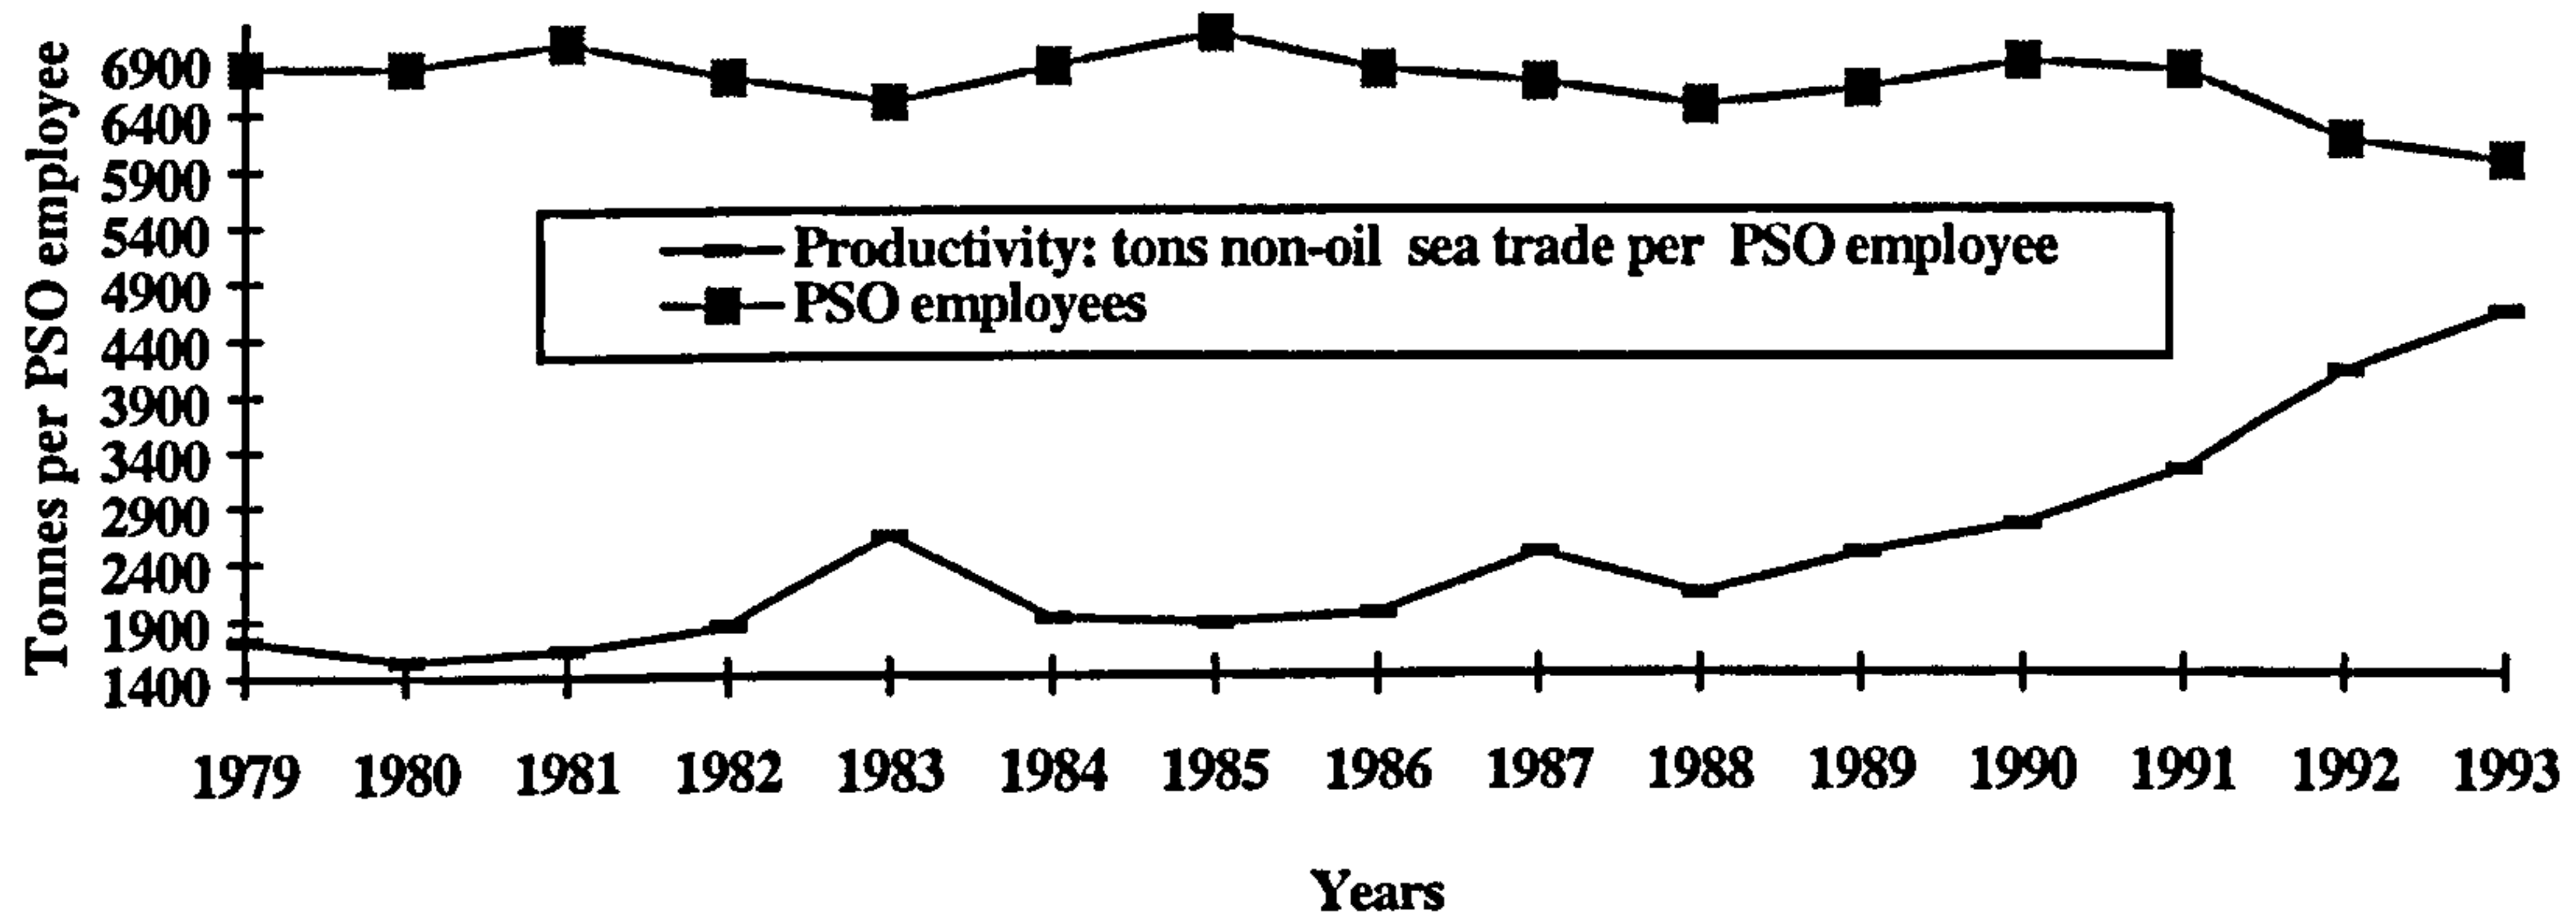 Tonnes per PSO employee
6900
6400
5900
5400
4900
4400
3900
3400
2900
2400
1900
1400
Productivity: tons non-oil sea trade per PSO employee
PSO employees
1979 1980 1981 1982 1983 1984 1985 1986 1987 1988 1989 1990 1991 1992 1993
Years